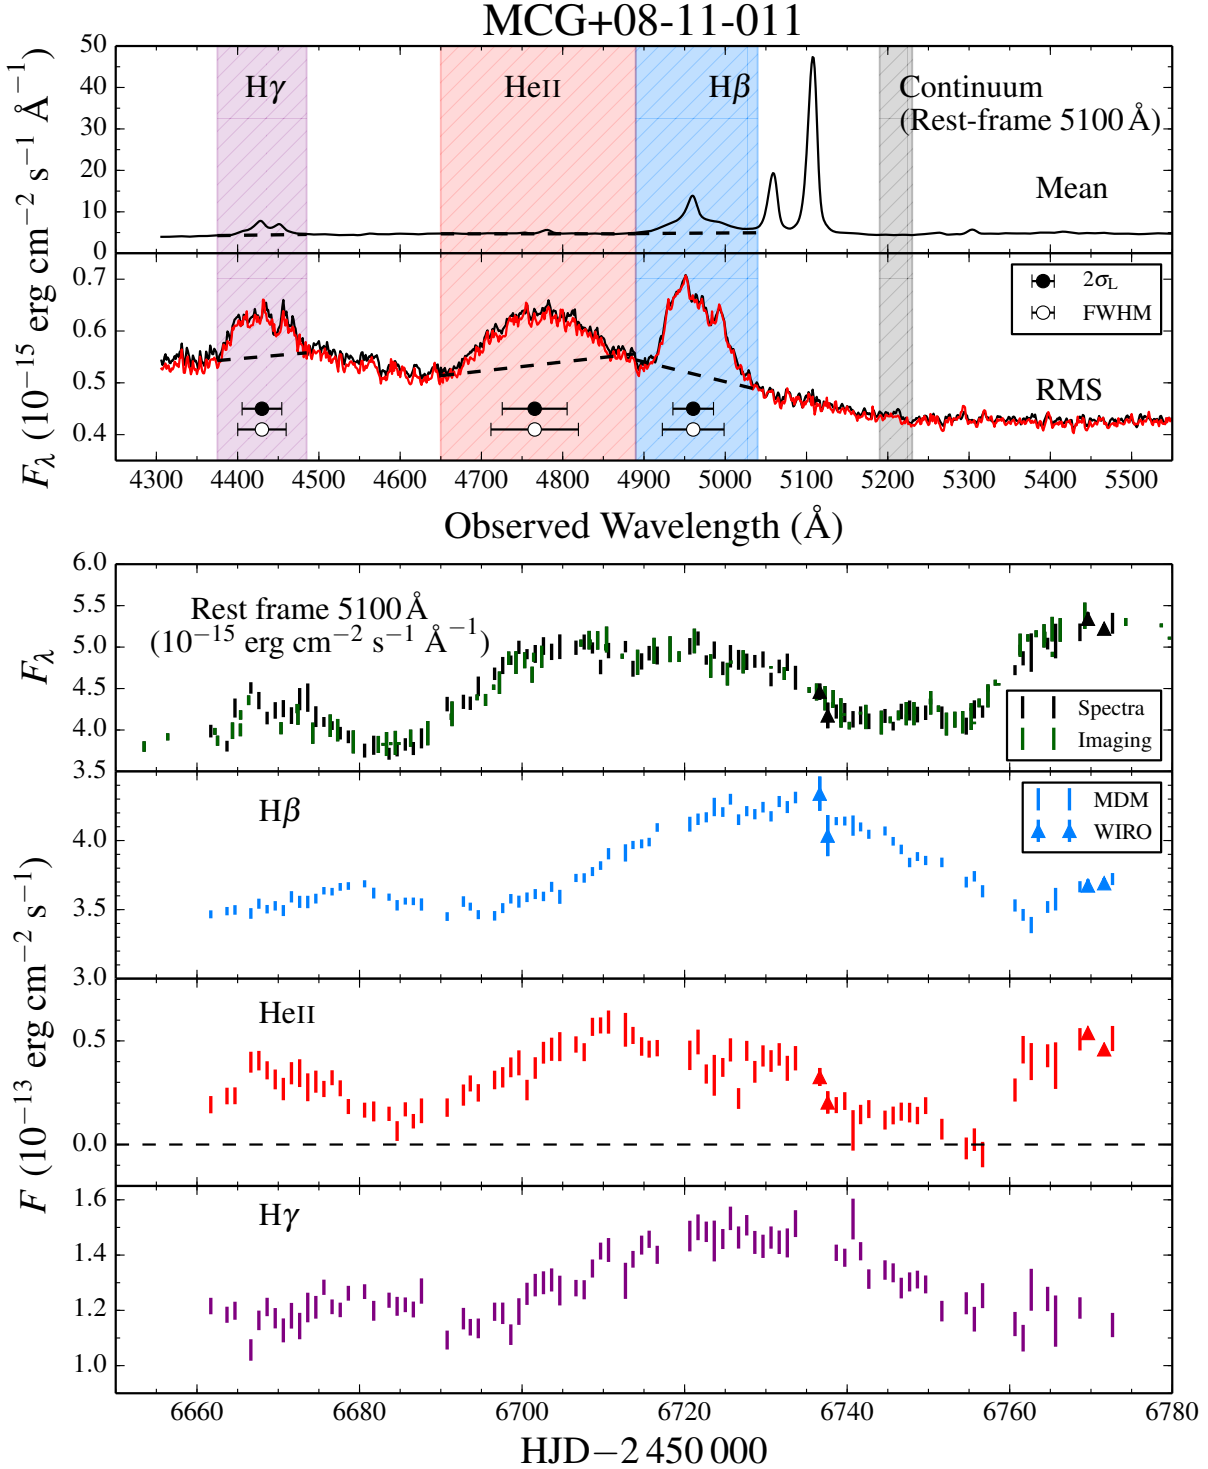 MCG+08-11-011
50
40
30
20
10
0
Hγ
HeII
Hβ
Continuum
(Rest-frame 5100 Å)
Mean
0.7
0.6
0.5
0.4
2σL
FWHM
RMS
Fλ (10−15 erg cm−2 s−1 Å−1)
4300 4400 4500 4600 4700 4800 4900 5000 5100 5200 5300 5400 5500
Observed Wavelength (Å)
6.0
5.5
5.0
4.5
4.0
3.5
Fλ
Rest frame 5100 Å
(10−15 erg cm−2 s−1 Å−1)
Spectra
Imaging
Hβ
4.0
3.5
3.0
MDM
WIRO
HeII
0.5
0.0
F (10−13 erg cm−2 s−1)
Hγ
1.6
1.4
1.2
1.0
6660 6680 6700 6720 6740 6760 6780
HJD−2 450 000